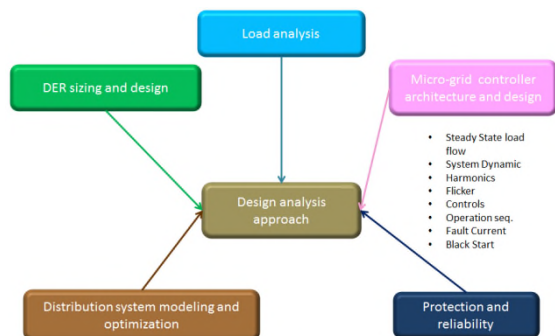 Load analysis
DER sizing and design
Micro-grid controller
architecture and design
• Steady State load
flow
• System Dynamic
• Harmonics
• Flicker
• Controls
• Operation seq.
• Fault Current
• Black Start
Design analysis
approach
Distribution system modeling and
optimization
Protection and
reliability